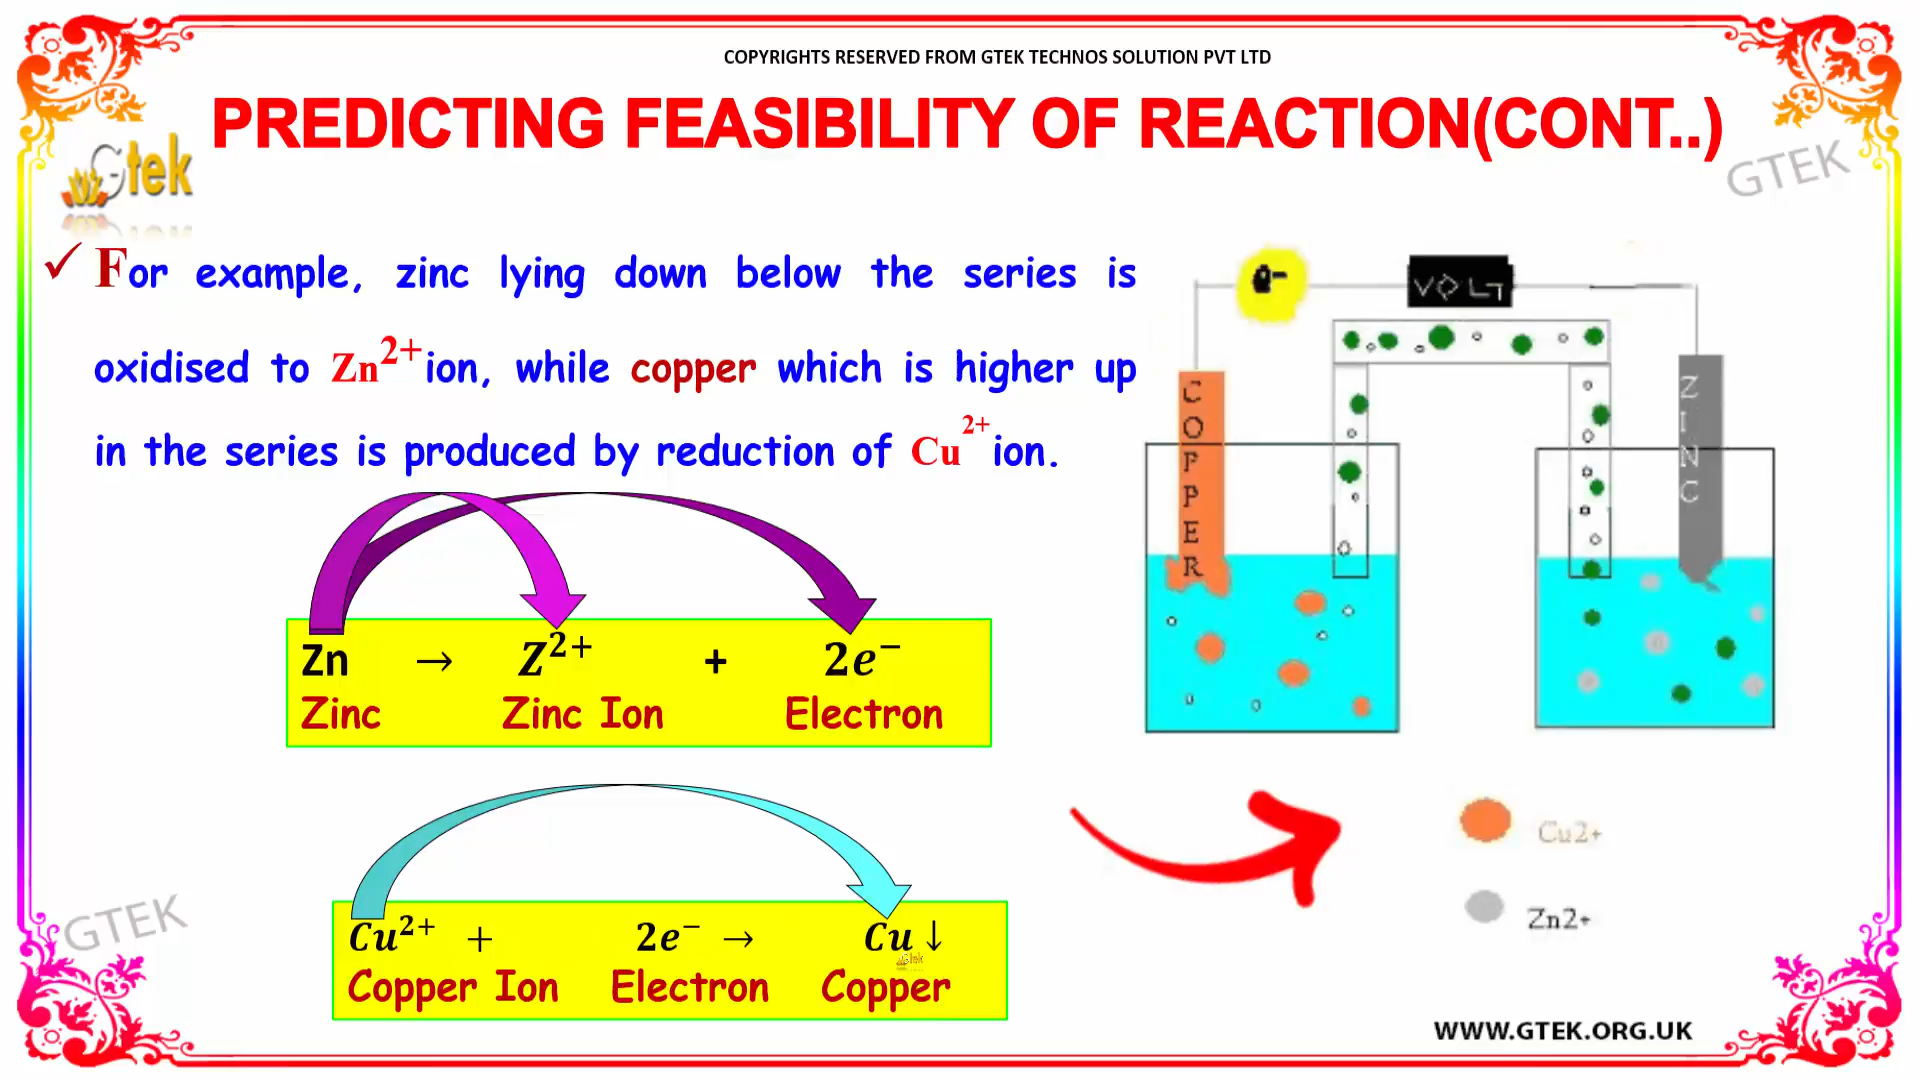 COPYRIGHTS RESERVED FROM GTEK TECHNOS SOLUTION PVT LTD
PREDICTING FEASIBILITY OF REACTION(CONT..)
Gtek
GTEK
✓ For example, zinc lying down below the series is
oxidised to Zn²⁺ ion, while copper which is higher up
in the series is produced by reduction of Cu²⁺ ion.
e-
VOLT
COPPER
ZINC
Zn → Z²⁺ + 2e⁻
Zinc Zinc Ion Electron
Cu²⁺ + 2e⁻ → Cu↓
Gtek
Copper Ion Electron Copper
Cu2+
Zn2+
GTEK
WWW.GTEK.ORG.UK